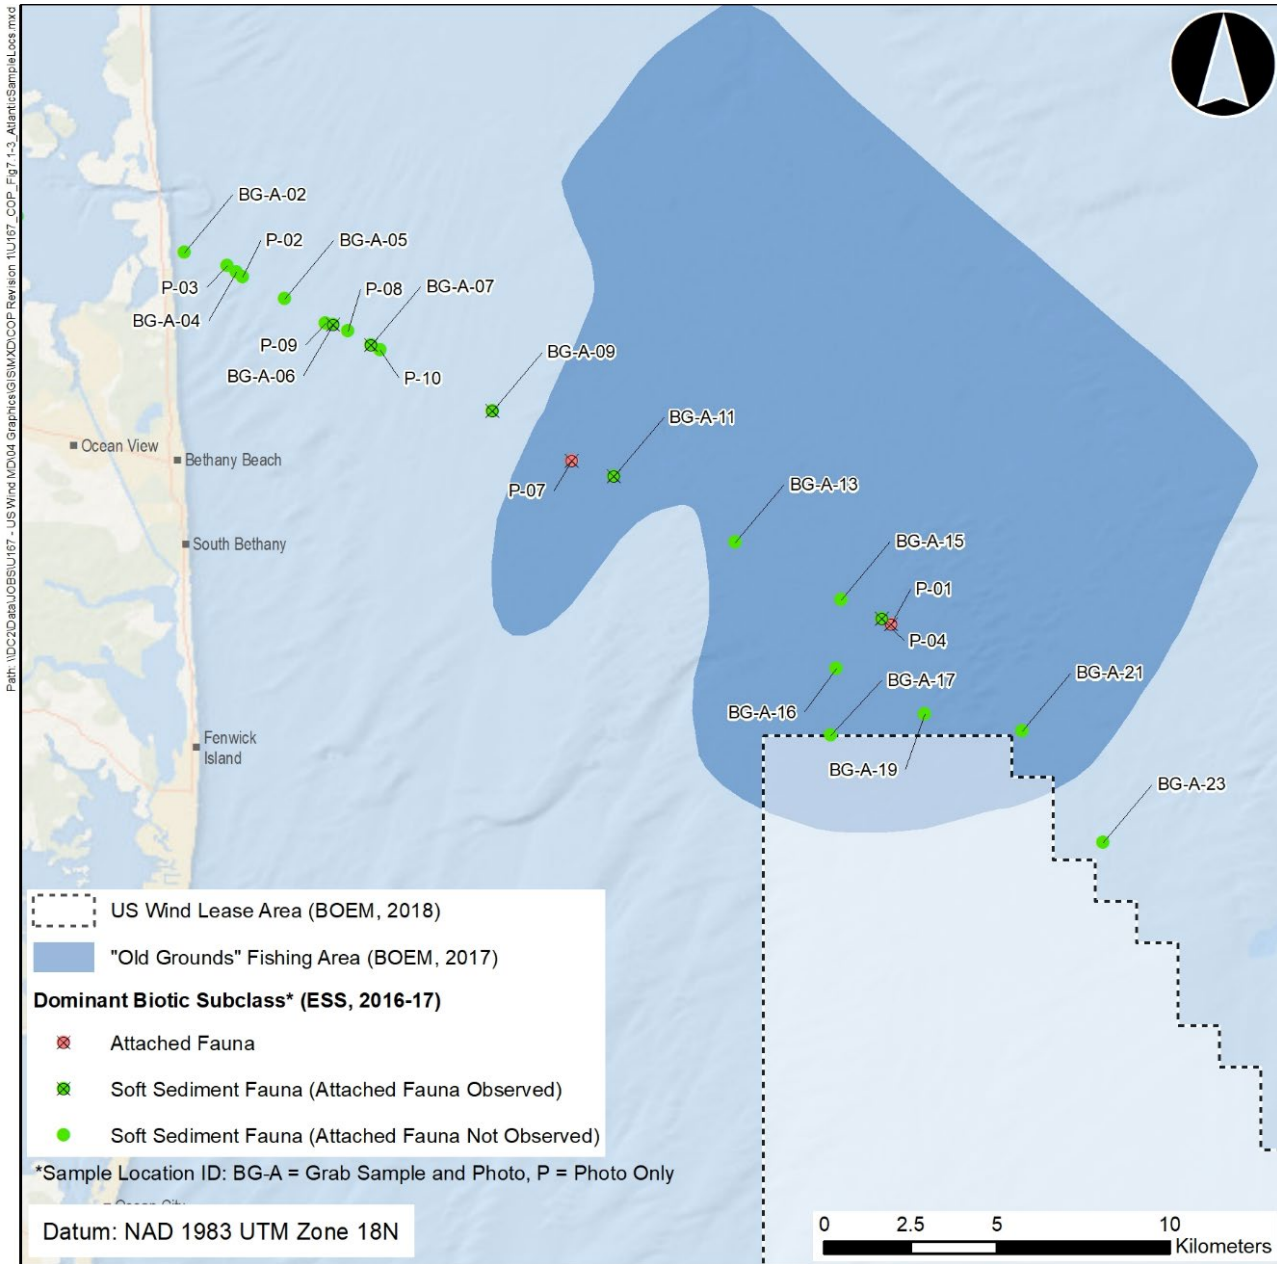 Path: \\DC2\Data\JOBS\U167 - US Wind MD\04 Graphics\GIS\MXD\COP Revision 1\U167_COP_Fig7.1-3_AtlanticSampleLocs.mxd
BG-A-02
P-02
BG-A-05
P-03
P-08
BG-A-07
BG-A-04
P-09
BG-A-09
BG-A-06
P-10
BG-A-11
Ocean View
Bethany Beach
P-07
BG-A-13
South Bethany
BG-A-15
P-01
P-04
BG-A-17
BG-A-21
BG-A-16
Fenwick
Island
BG-A-19
BG-A-23
US Wind Lease Area (BOEM, 2018)
"Old Grounds" Fishing Area (BOEM, 2017)
Dominant Biotic Subclass* (ESS, 2016-17)
Attached Fauna
Soft Sediment Fauna (Attached Fauna Observed)
Soft Sediment Fauna (Attached Fauna Not Observed)
*Sample Location ID: BG-A = Grab Sample and Photo, P = Photo Only
Datum: NAD 1983 UTM Zone 18N
0 2.5 5 10
Kilometers